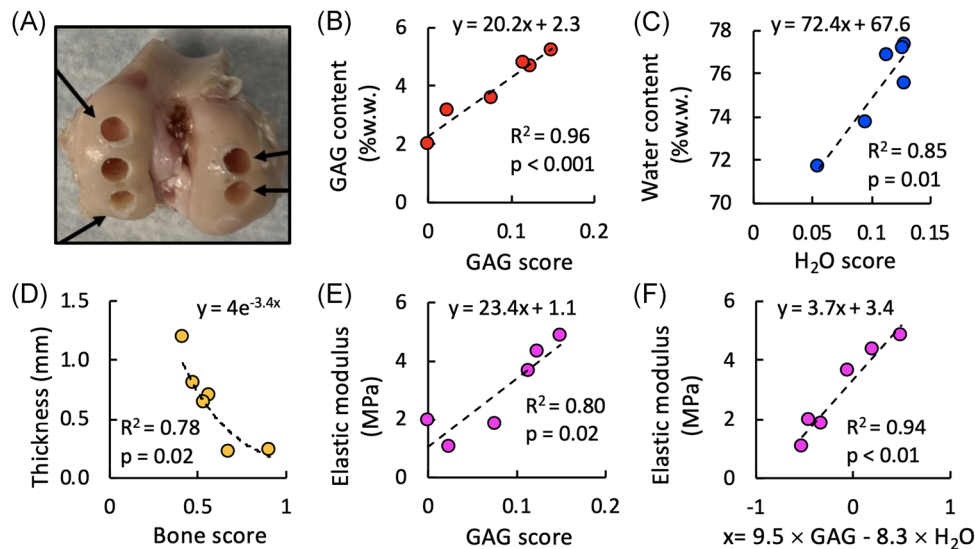 (A)
(B)
y = 20.2x + 2.3
GAG content
(%w.w.)
6
4
2
0
R² = 0.96
p < 0.001
0
0.1
0.2
GAG score
(C)
y = 72.4x + 67.6
Water content
(%w.w.)
78
76
74
72
70
R² = 0.85
p = 0.01
0
0.05
0.1
0.15
H₂O score
(D)
y = 4e⁻³·⁴ˣ
Thickness (mm)
1.5
1.0
0.5
0.0
R² = 0.78
p = 0.02
0
0.5
1
Bone score
(E)
y = 23.4x + 1.1
Elastic modulus
(MPa)
6
4
2
0
R² = 0.80
p = 0.02
0
0.1
0.2
GAG score
(F)
y = 3.7x + 3.4
Elastic modulus
(MPa)
6
4
2
0
R² = 0.94
p < 0.01
-1
0
1
x= 9.5 × GAG - 8.3 × H₂O